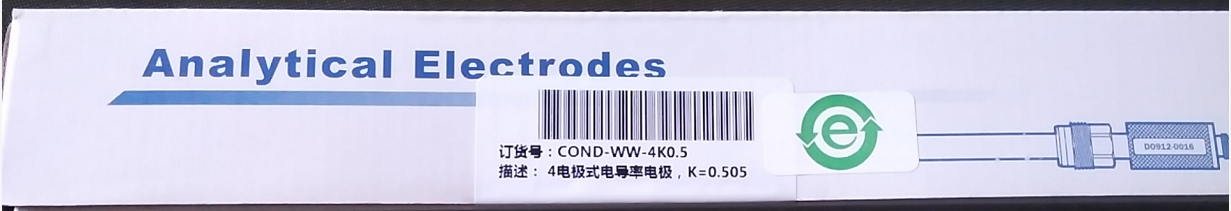 Analytical Electrodes
订货号：COND-WW-4K0.5
描述： 4电极式电导率电极，K=0.505
e
DO912-0016